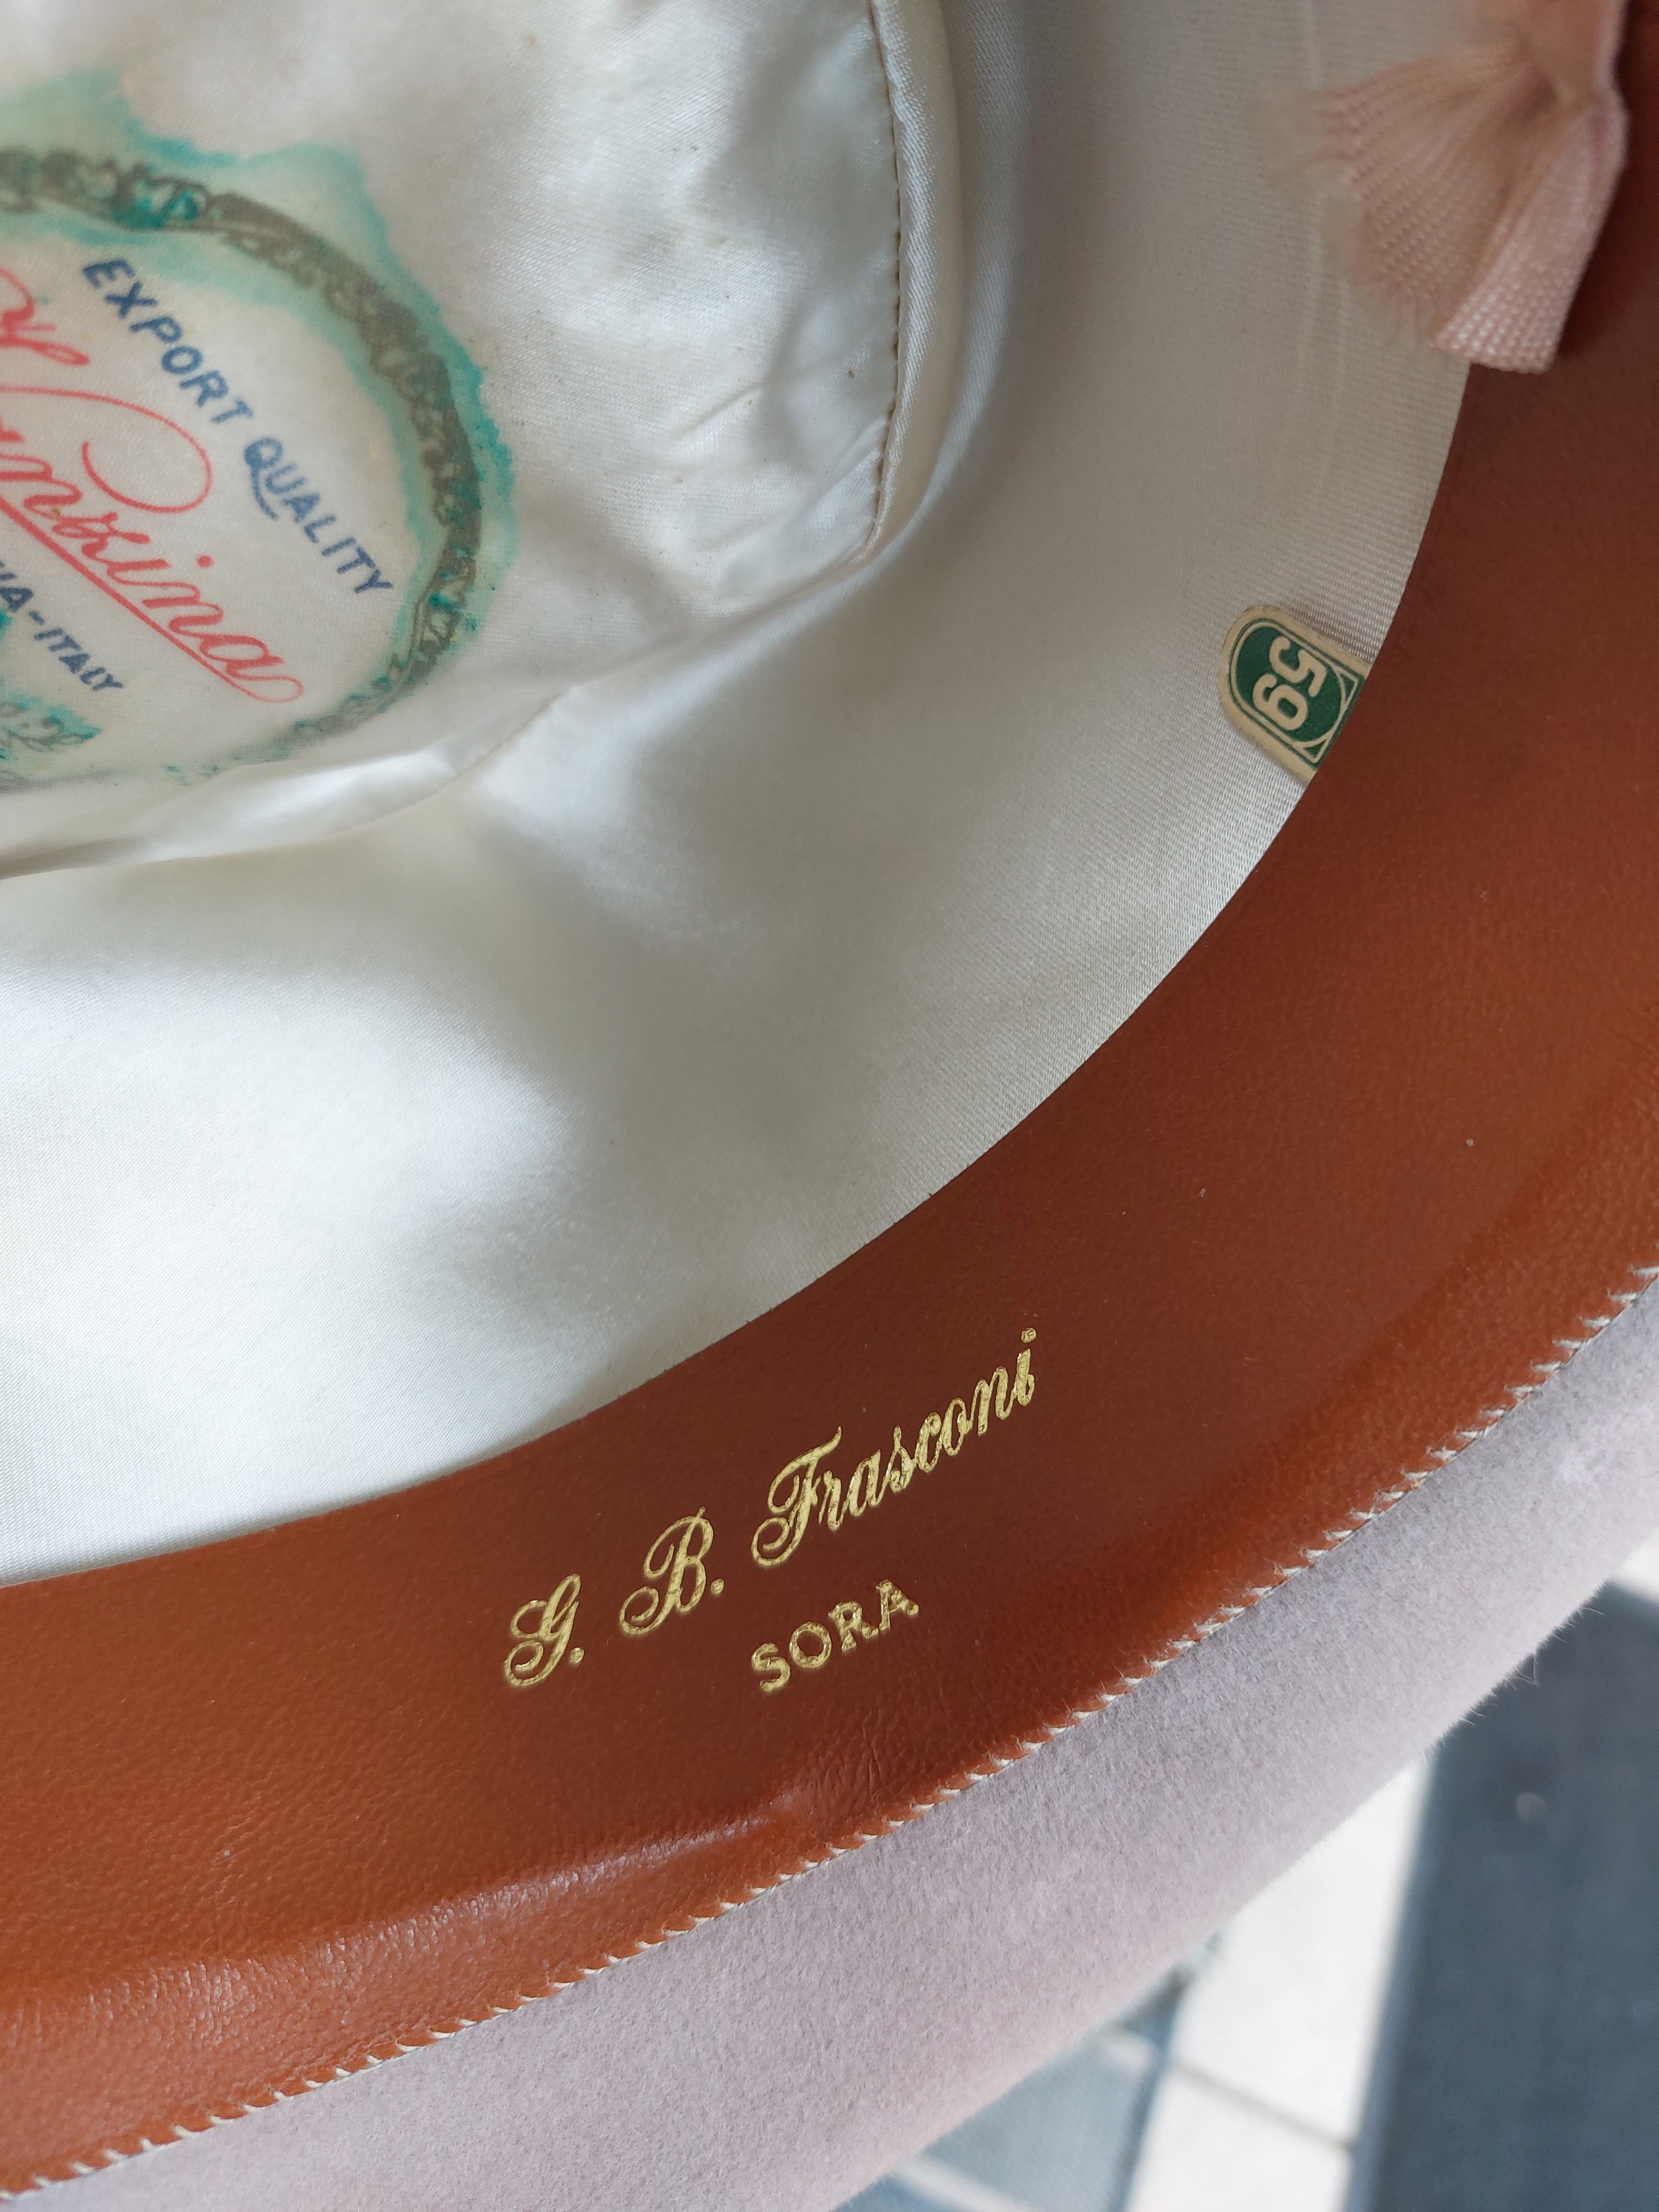 EXPORT QUALITY
-ITALY
59
G. B. Frasconi
SORA